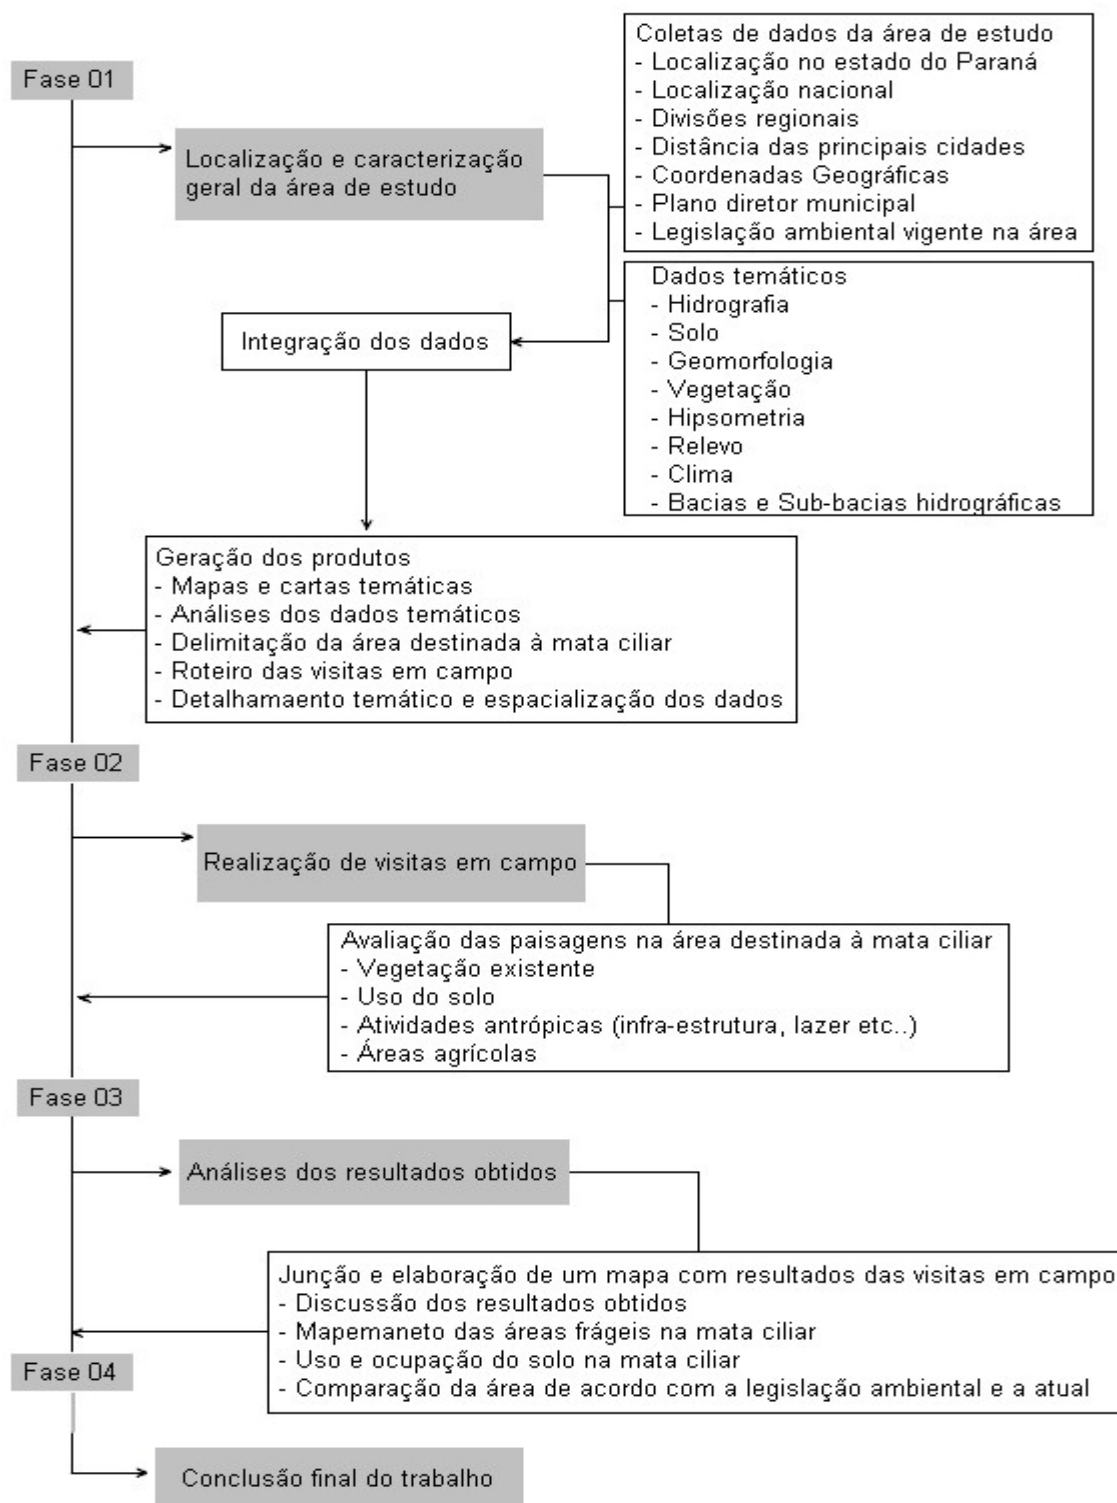 Fase 01
Localização e caracterização
geral da área de estudo
Coletas de dados da área de estudo
- Localização no estado do Paraná
- Localização nacional
- Divisões regionais
- Distância das principais cidades
- Coordenadas Geográficas
- Plano diretor municipal
- Legislação ambiental vigente na área
Dados temáticos
- Hidrografia
- Solo
- Geomorfologia
- Vegetação
- Hipsometria
- Relevo
- Clima
- Bacias e Sub-bacias hidrográficas
Integração dos dados
Geração dos produtos
- Mapas e cartas temáticas
- Análises dos dados temáticos
- Delimitação da área destinada à mata ciliar
- Roteiro das visitas em campo
- Detalhamaento temático e espacialização dos dados
Fase 02
Realização de visitas em campo
Avaliação das paisagens na área destinada à mata ciliar
- Vegetação existente
- Uso do solo
- Atividades antrópicas (infra-estrutura, lazer etc..)
- Áreas agrícolas
Fase 03
Análises dos resultados obtidos
Junção e elaboração de um mapa com resultados das visitas em campo
- Discussão dos resultados obtidos
- Mapemaneto das áreas frágeis na mata ciliar
- Uso e ocupação do solo na mata ciliar
- Comparação da área de acordo com a legislação ambiental e a atual
Fase 04
Conclusão final do trabalho